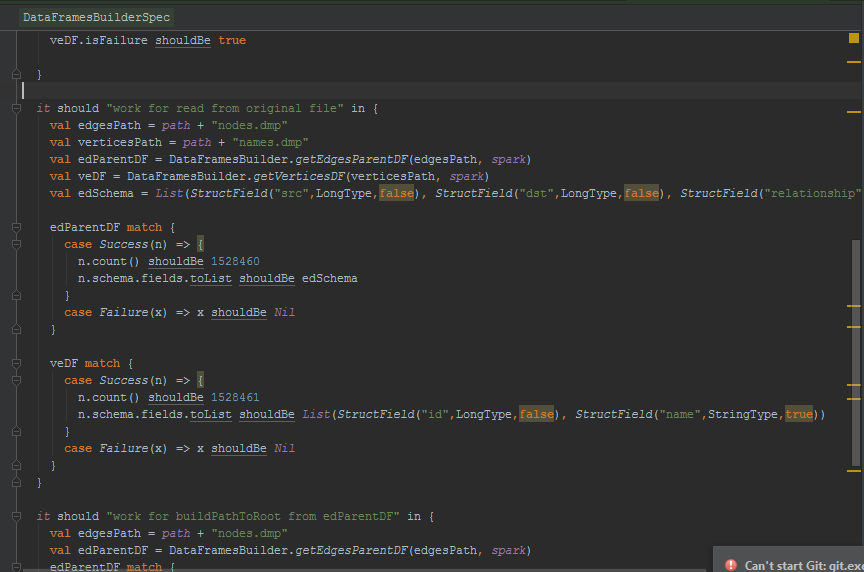 DataFramesBuilderSpec
veDF.isFailure shouldBe true
}
it should "work for read from original file" in {
val edgesPath = path + "nodes.dmp"
val verticesPath = path + "names.dmp"
val edParentDF = DataFramesBuilder.getEdgesParentDF(edgesPath, spark)
val veDF = DataFramesBuilder.getVerticesDF(verticesPath, spark)
val edSchema = List(StructField("src",LongType,false), StructField("dst",LongType,false), StructField("relationship"
edParentDF match {
case Success(n) => {
n.count() shouldBe 1528460
n.schema.fields.toList shouldBe edSchema
}
case Failure(x) => x shouldBe Nil
}
veDF match {
case Success(n) => {
n.count() shouldBe 1528461
n.schema.fields.toList shouldBe List(StructField("id",LongType,false), StructField("name",StringType,true))
}
case Failure(x) => x shouldBe Nil
}
}
it should "work for buildPathToRoot from edParentDF" in {
val edgesPath = path + "nodes.dmp"
val edParentDF = DataFramesBuilder.getEdgesParentDF(edgesPath, spark)
edParentDF match {
Can't start Git: git.exe